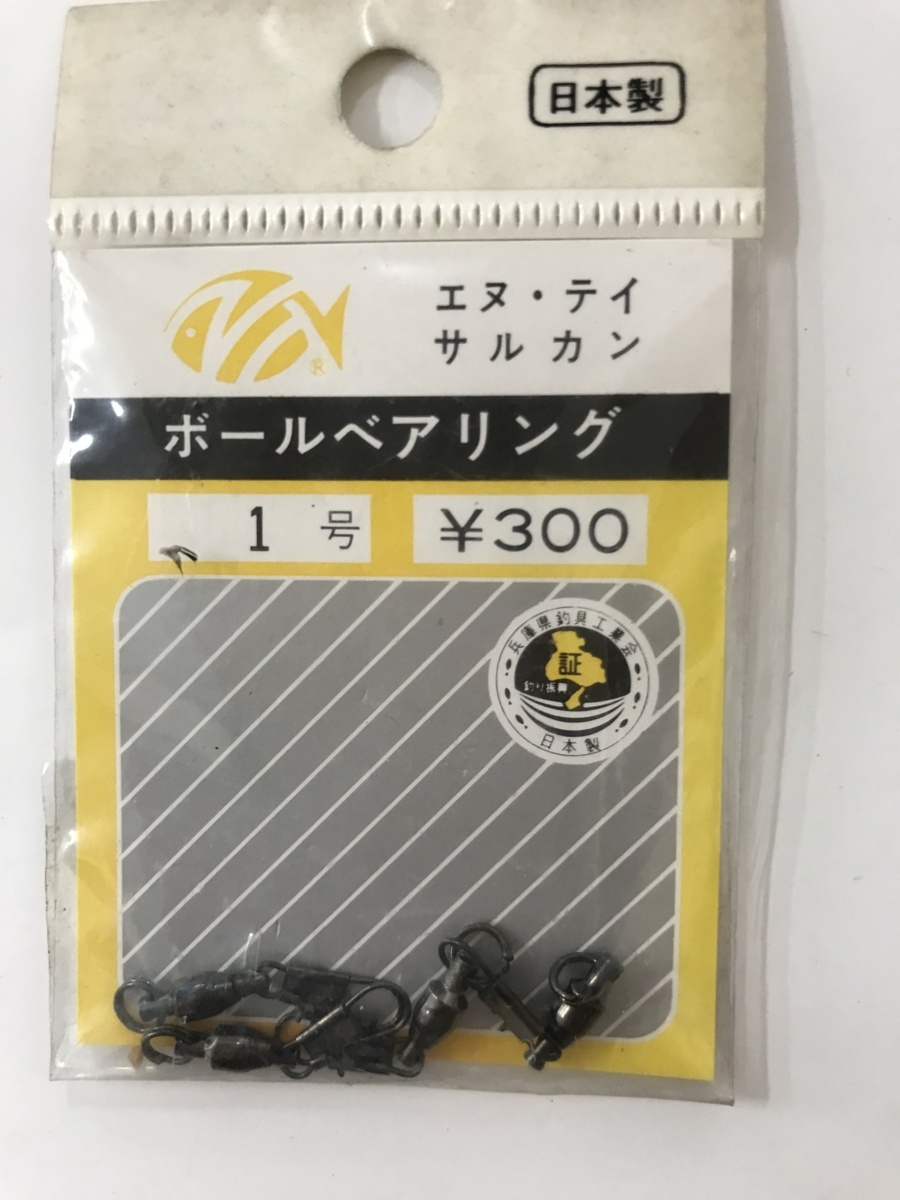 日本製
エヌ・テイ
サルカン
®
ボールベアリング
1号
¥300
兵庫県釣具工業会
証
釣り振興
日本製